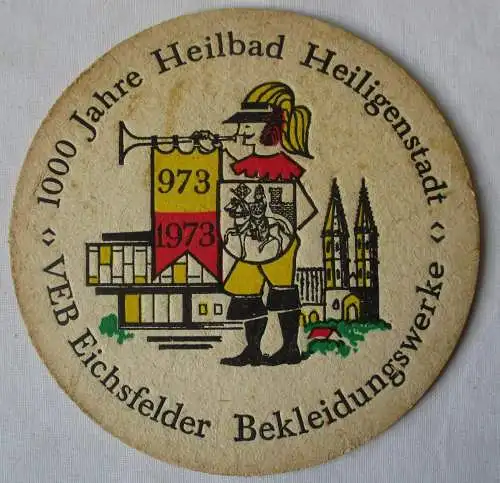 1000 Jahre Heilbad Heiligenstadt
973
1973
‹› VEB Eichsfelder Bekleidungswerke ‹›